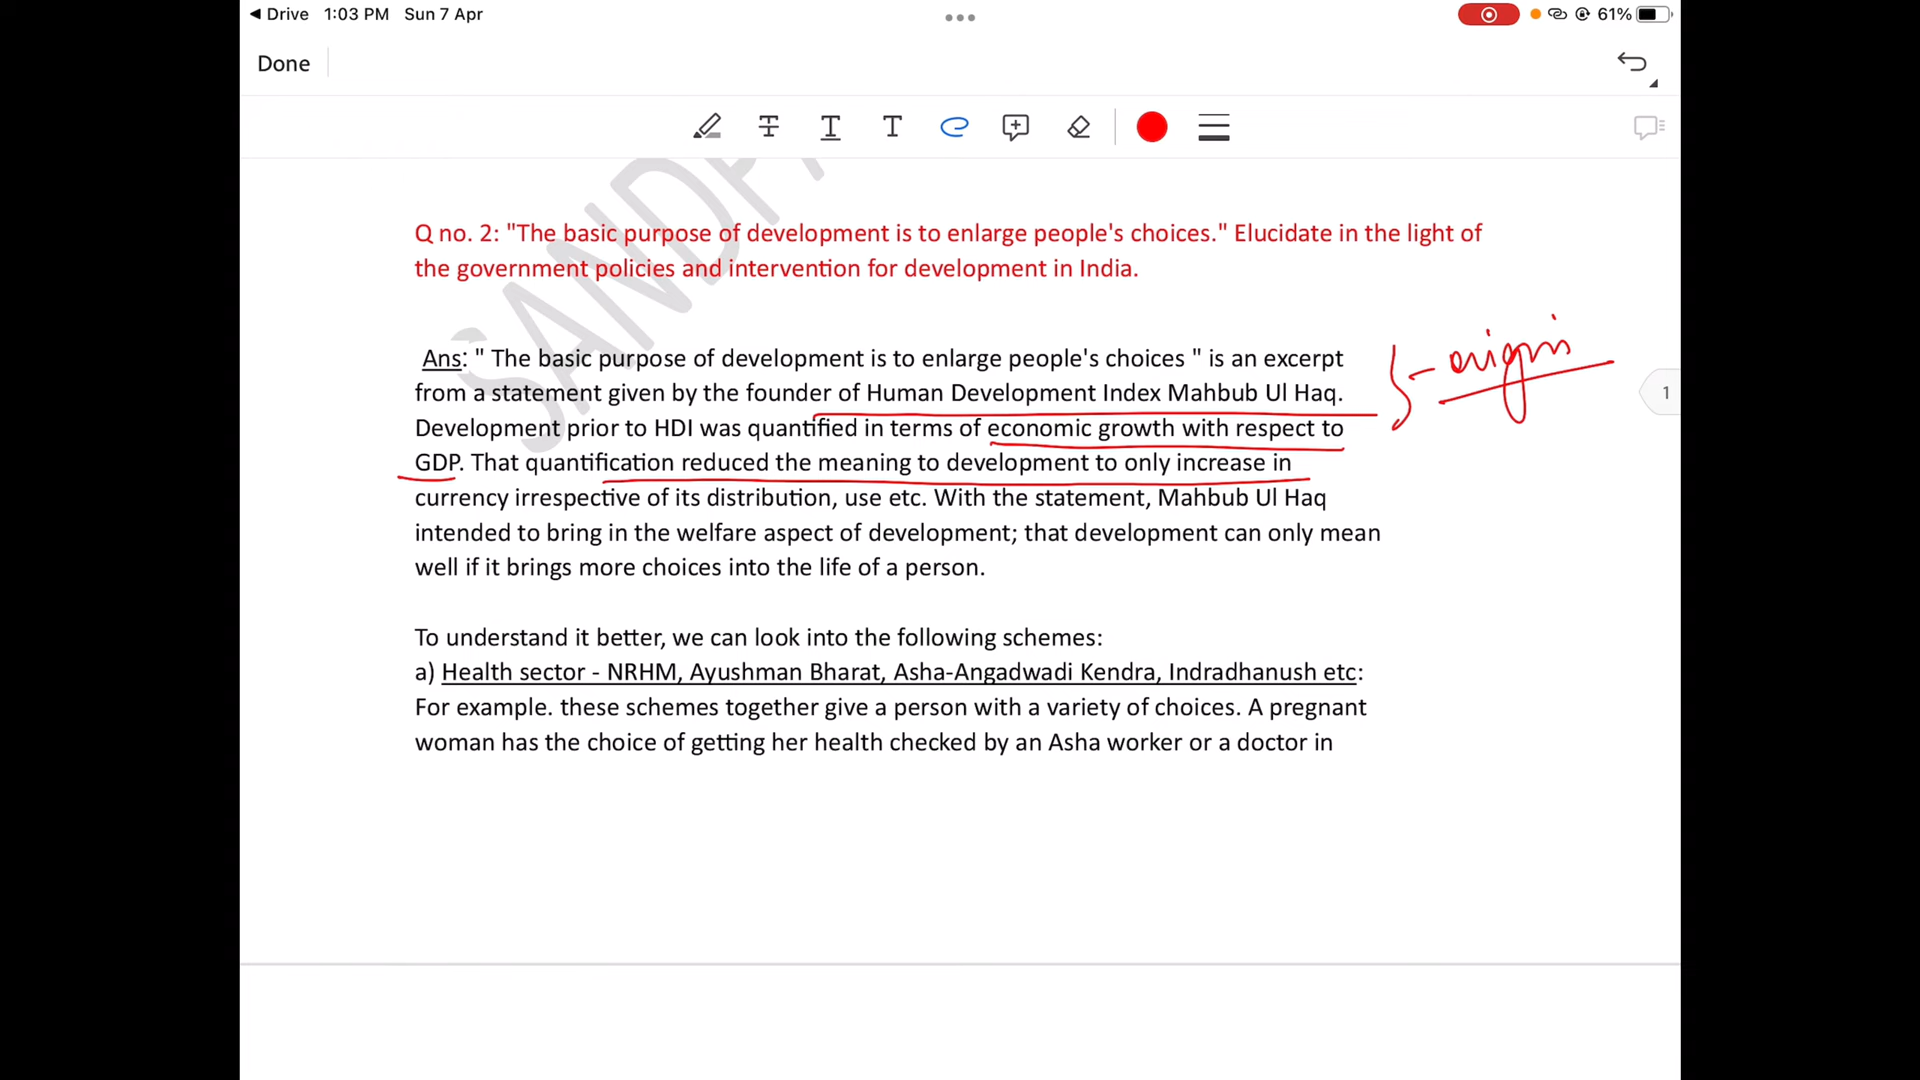 Drive 1:03 PM Sun 7 Apr
61%
Done
SANDPA
Q no. 2: "The basic purpose of development is to enlarge people's choices." Elucidate in the light of
the government policies and intervention for development in India.
Ans: " The basic purpose of development is to enlarge people's choices " is an excerpt
from a statement given by the founder of Human Development Index Mahbub Ul Haq.
- origin
1
Development prior to HDI was quantified in terms of economic growth with respect to
GDP. That quantification reduced the meaning to development to only increase in
currency irrespective of its distribution, use etc. With the statement, Mahbub Ul Haq
intended to bring in the welfare aspect of development; that development can only mean
well if it brings more choices into the life of a person.
To understand it better, we can look into the following schemes:
a) Health sector - NRHM, Ayushman Bharat, Asha-Angadwadi Kendra, Indradhanush etc:
For example. these schemes together give a person with a variety of choices. A pregnant
woman has the choice of getting her health checked by an Asha worker or a doctor in